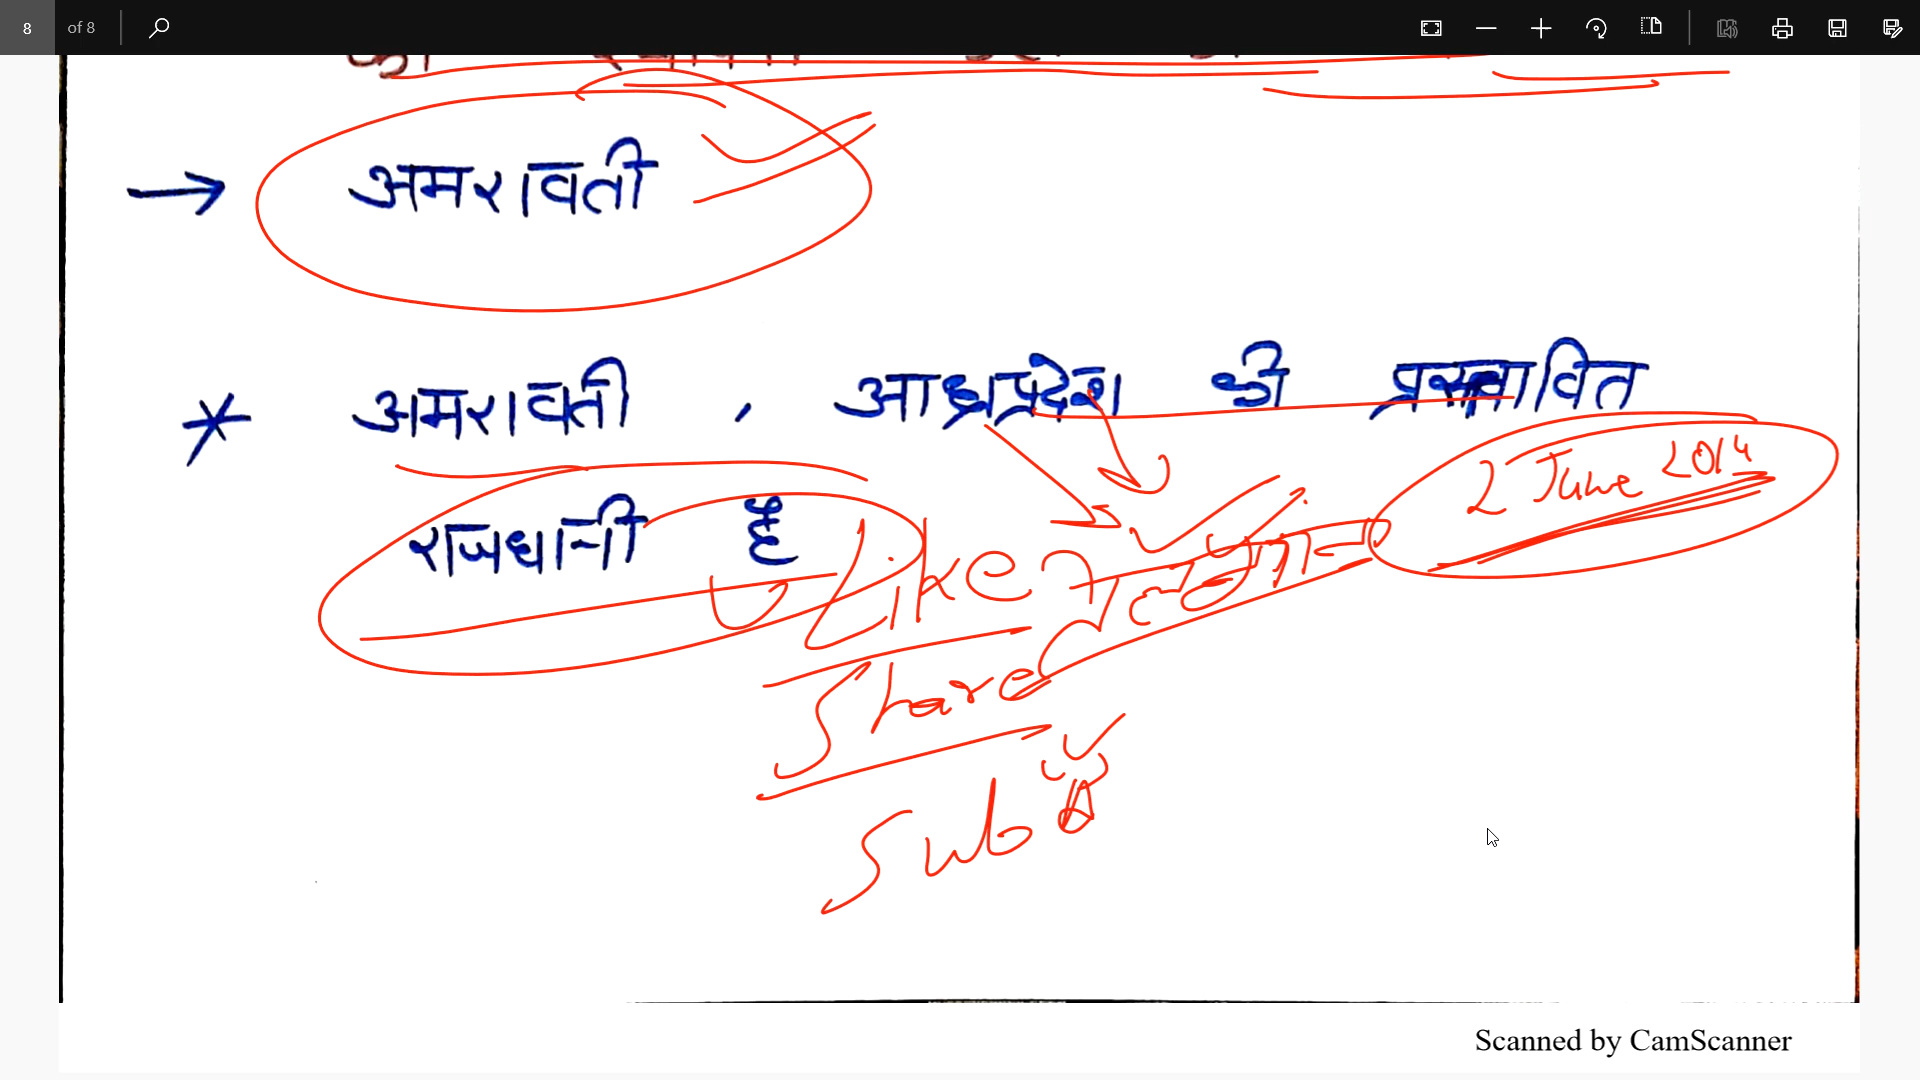 8 of 8
→ अमरावती
* अमरावती , आंध्रप्रदेश की प्रस्तावित
2 June 2014
राजधानी है
Like तेलंगाना
Share
Sub
Scanned by CamScanner